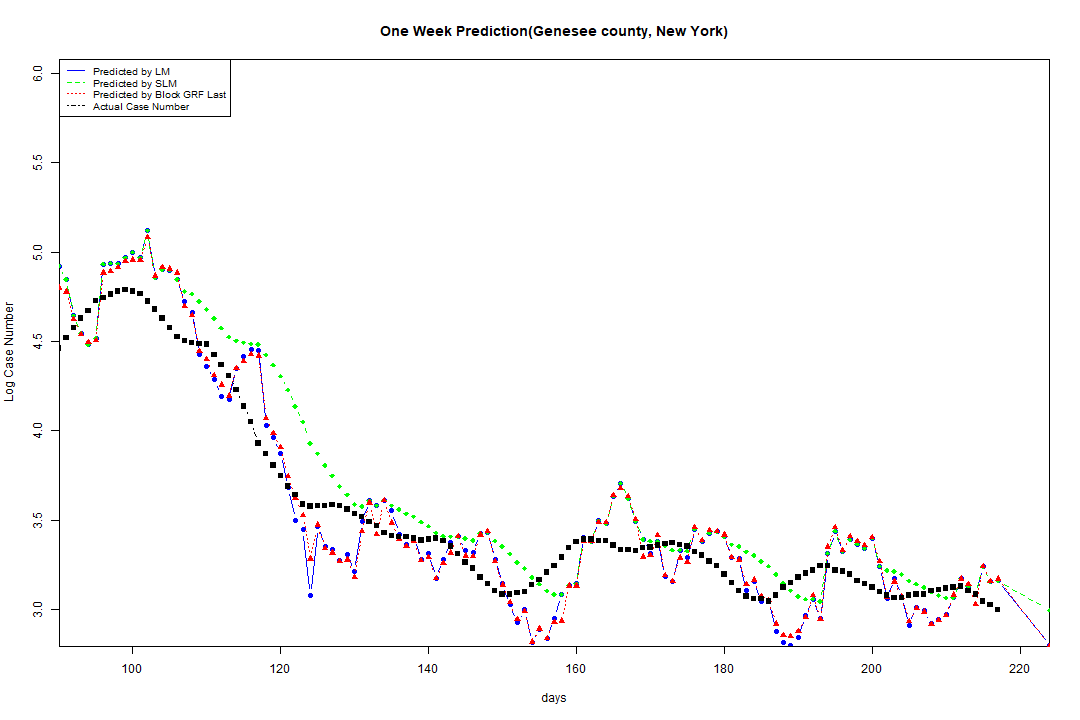 One Week Prediction(Genesee county, New York)
Predicted by LM
Predicted by SLM
Predicted by Block GRF Last
Actual Case Number
6.0
5.5
5.0
4.5
4.0
3.5
3.0
Log Case Number
100 120 140 160 180 200 220
days